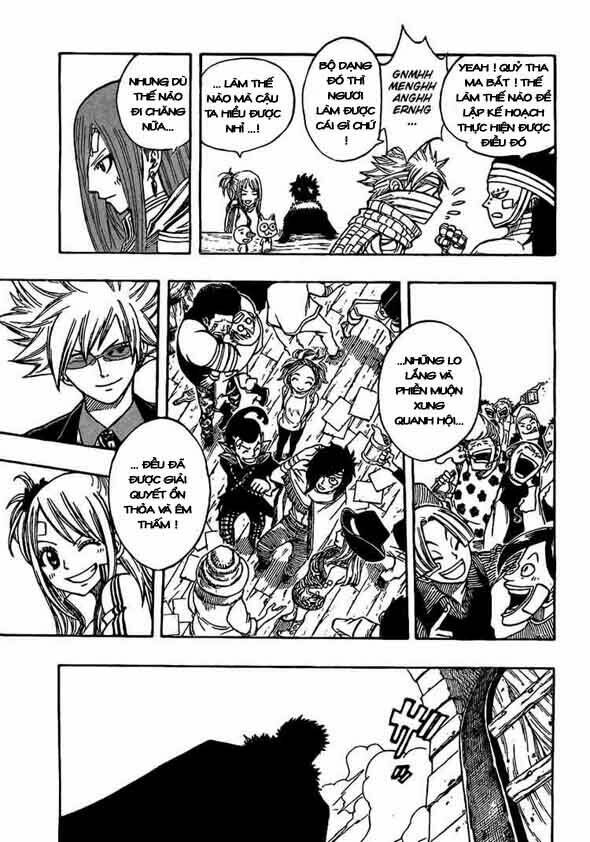 YEAH ! QUỶ THA
MA BẮT ! THẾ
LÀM THẾ NÀO ĐỂ
LẬP KẾ HOẠCH
THỰC HIỆN ĐƯỢC
ĐIỀU ĐÓ
GNMHH
MENGHH
ANGHH
ERNHG ...
BỘ DẠNG
ĐÓ THÌ
NGƯƠI
LÀM ĐƯỢC
CÁI GÌ CHỨ
!
... LÀM THẾ
NÀO MÀ CẬU
TA HIỂU ĐƯỢC
NHỈ ...!
NHƯNG DÙ
THẾ NÀO
ĐI CHĂNG
NỮA...
...NHỮNG LO
LẮNG VÀ
PHIỀN MUỘN
XUNG
QUANH HỘI...
... ĐỀU ĐÃ
ĐƯỢC GIẢI
QUYẾT ỔN
THỎA VÀ ÊM
THẤM !
ザッ